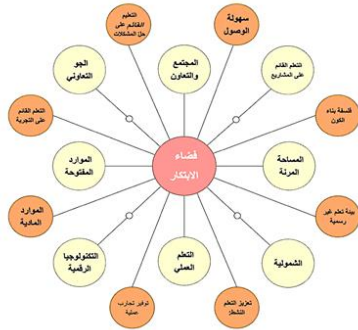 سهولة
الوصول
التعليم
القائم على
حل المشكلات
المجتمع
والتعاون
التعلم القائم
على المشاريع
الجو
التعاوني
فلسفة بناء
الكون
التعلم القائم
على التجربة
المساحة
المرنة
فضاء
الابتكار
الموارد
المفتوحة
بيئة تعلم غير
رسمية
الموارد
المادية
الشمولية
التعلم
العملي
التكنولوجيا
الرقمية
تعزيز التعلم
النشط:
توفير تجارب
عملية